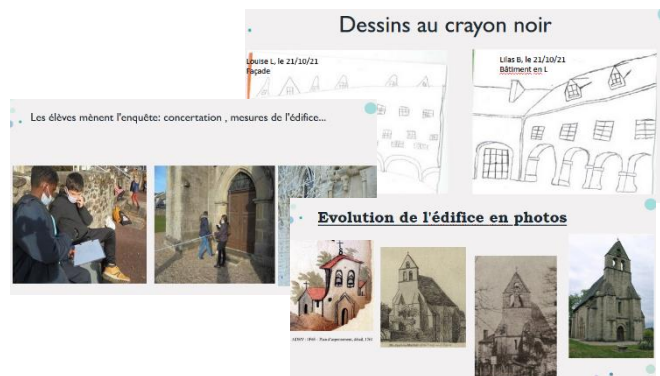 Dessins au crayon noir
Louise L, le 21/10/21
Façade
Lilas B, le 21/10/21
Bâtiment en L
Les élèves mènent l'enquête: concertation , mesures de l'édifice...
Evolution de l'édifice en photos